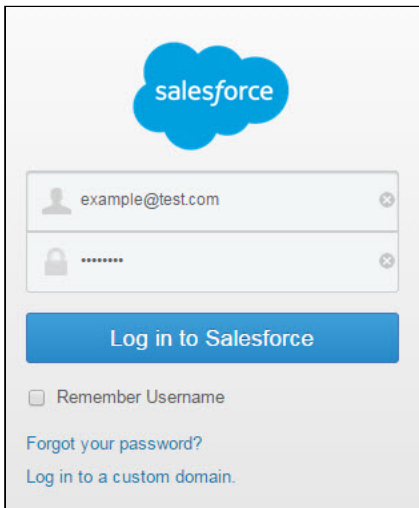 salesforce
example@test.com
••••••••
Log in to Salesforce
Remember Username
Forgot your password?
Log in to a custom domain.